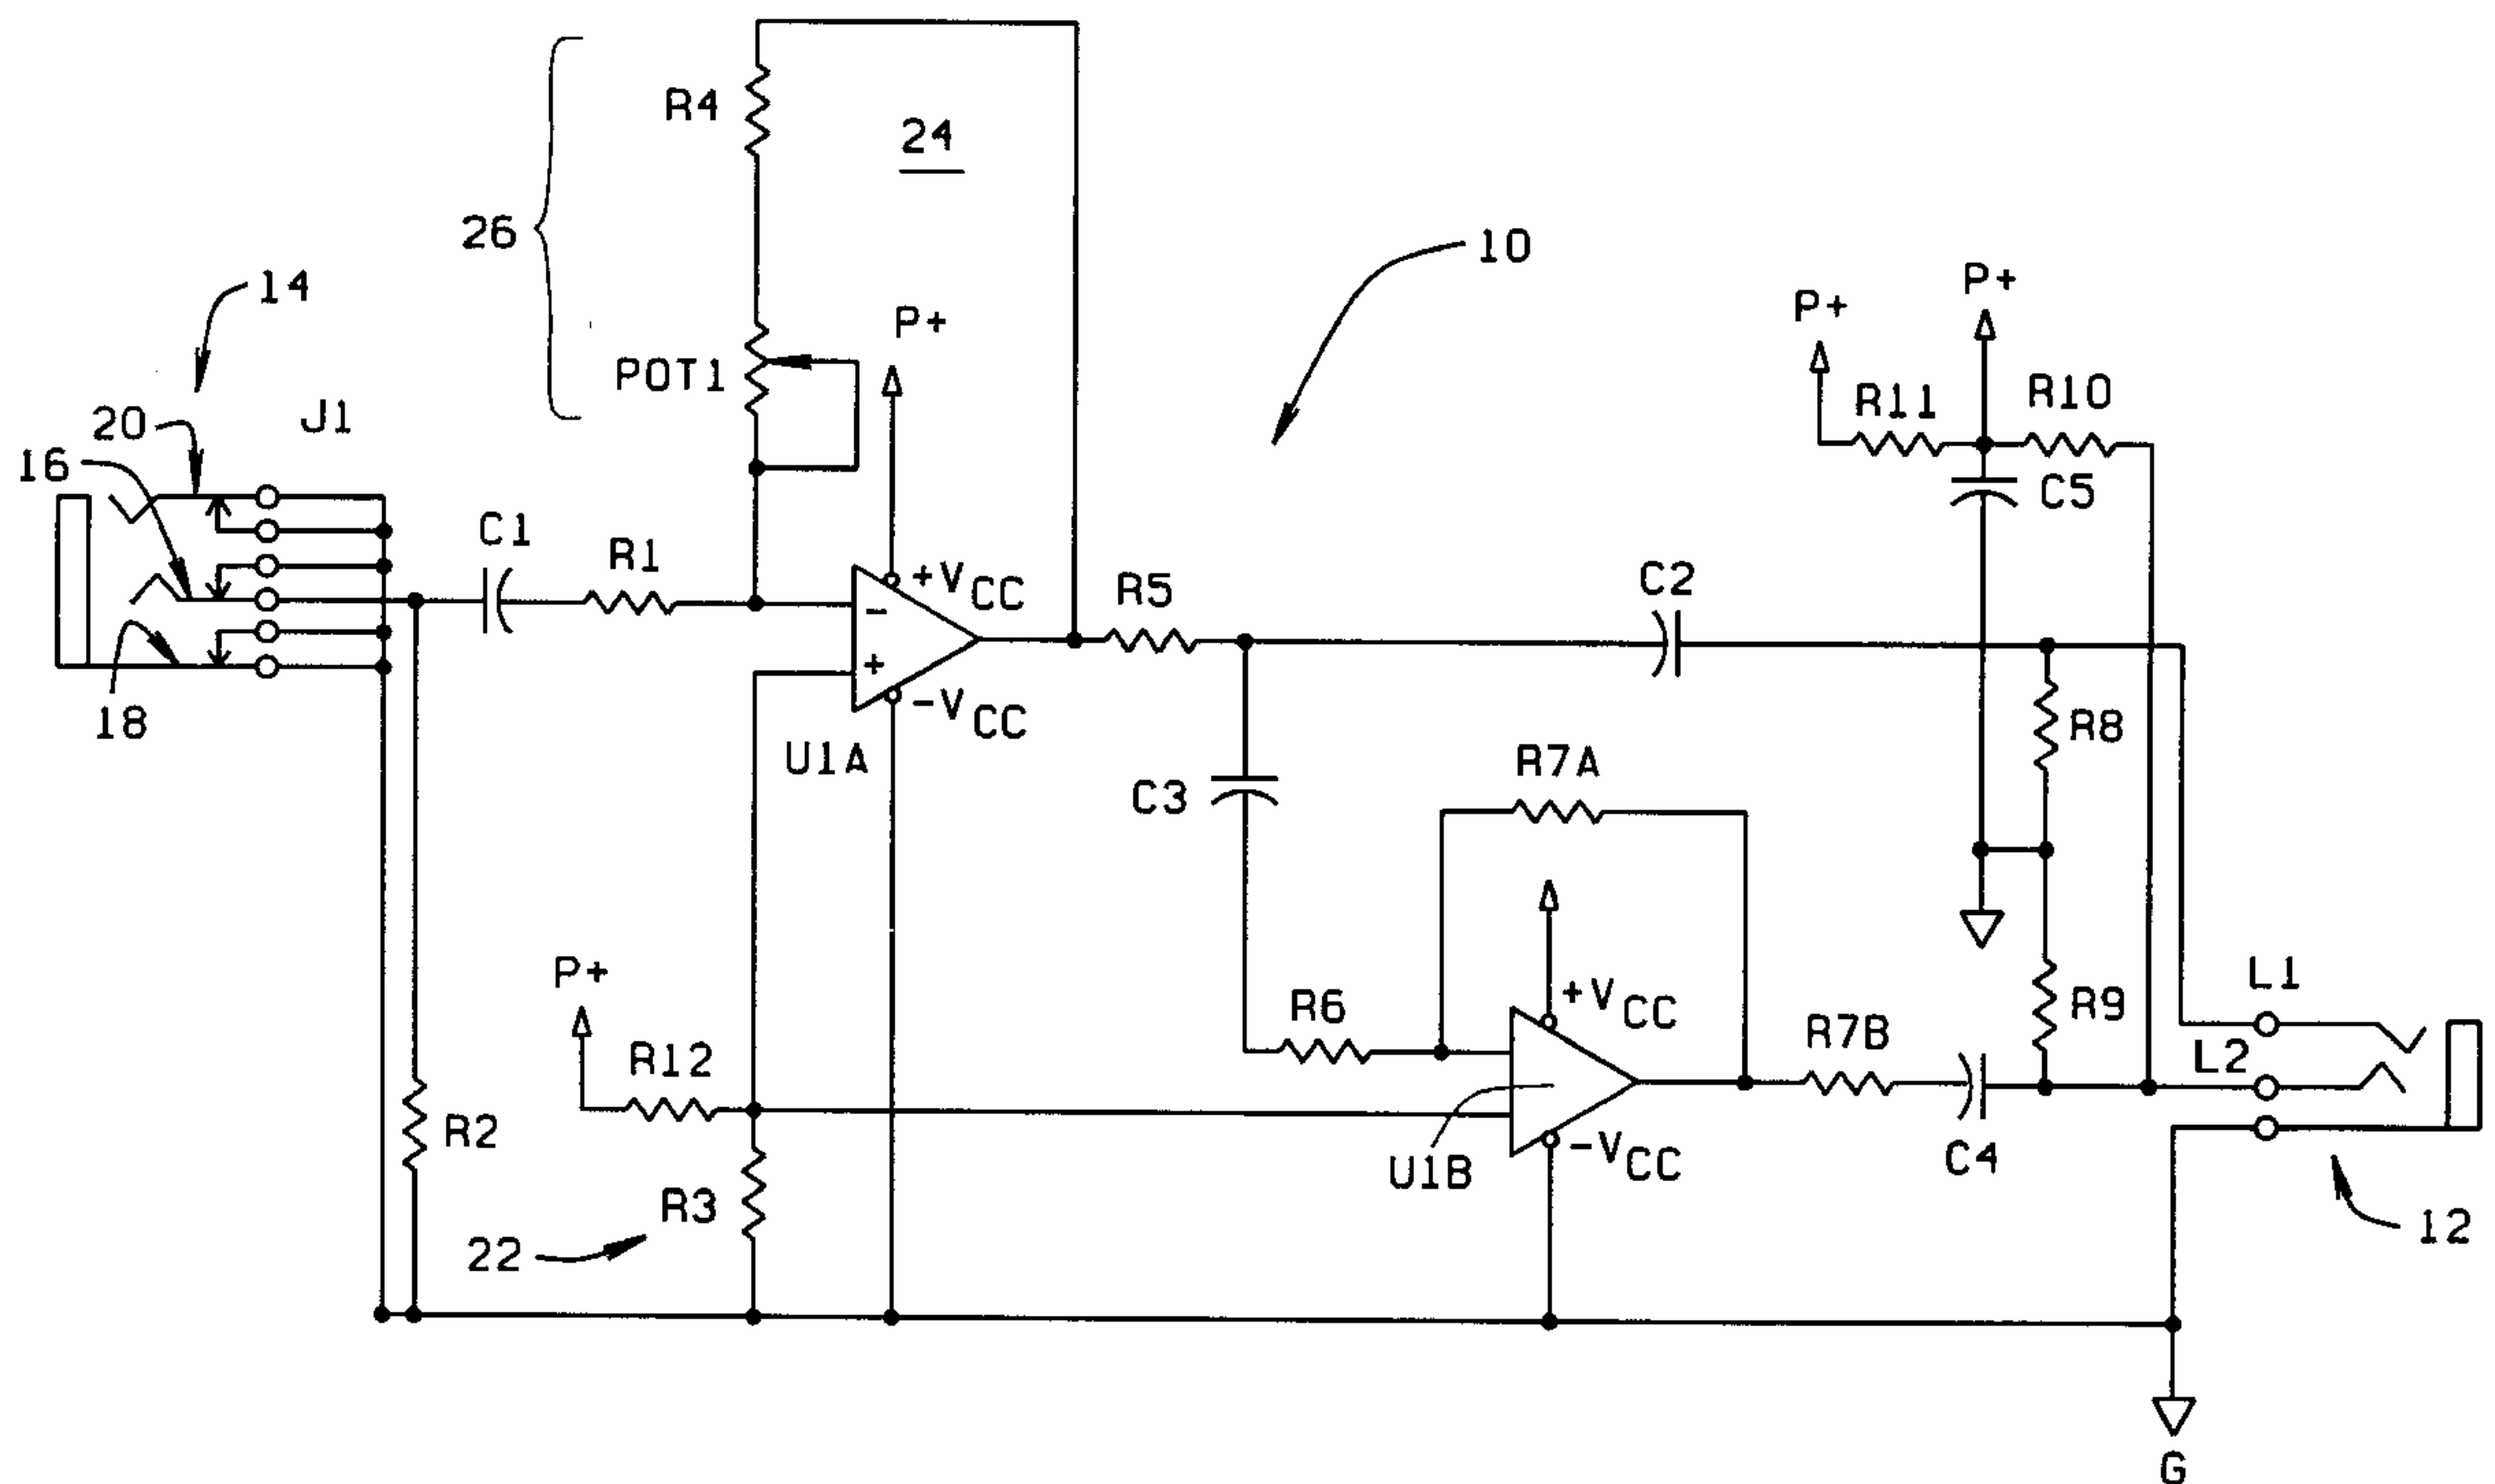 R4
24
26
10
14
P+
P+
P+
POT1
R11
R10
20
J1
16
C5
C1
R1
+VCC
R5
C2
-
+
-VCC
18
U1A
R7A
R8
C3
P+
+VCC
L1
R6
R9
R7B
L2
R12
R2
C4
-VCC
U1B
R3
22
12
G